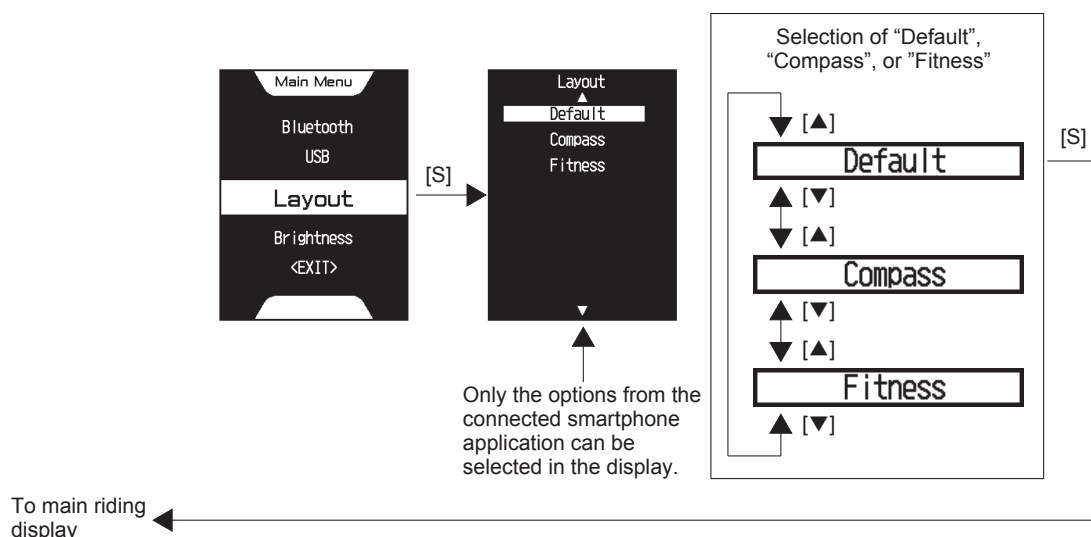 Selection of “Default”,
“Compass”, or ”Fitness”
Main Menu
Bluetooth
USB
Layout
Brightness
<EXIT>
[S]
Layout
▲
Default
Compass
Fitness
▼
Only the options from the
connected smartphone
application can be
selected in the display.
[▲]
Default
[▼]
[▲]
Compass
[▼]
[▲]
Fitness
[▼]
[S]
To main riding
display